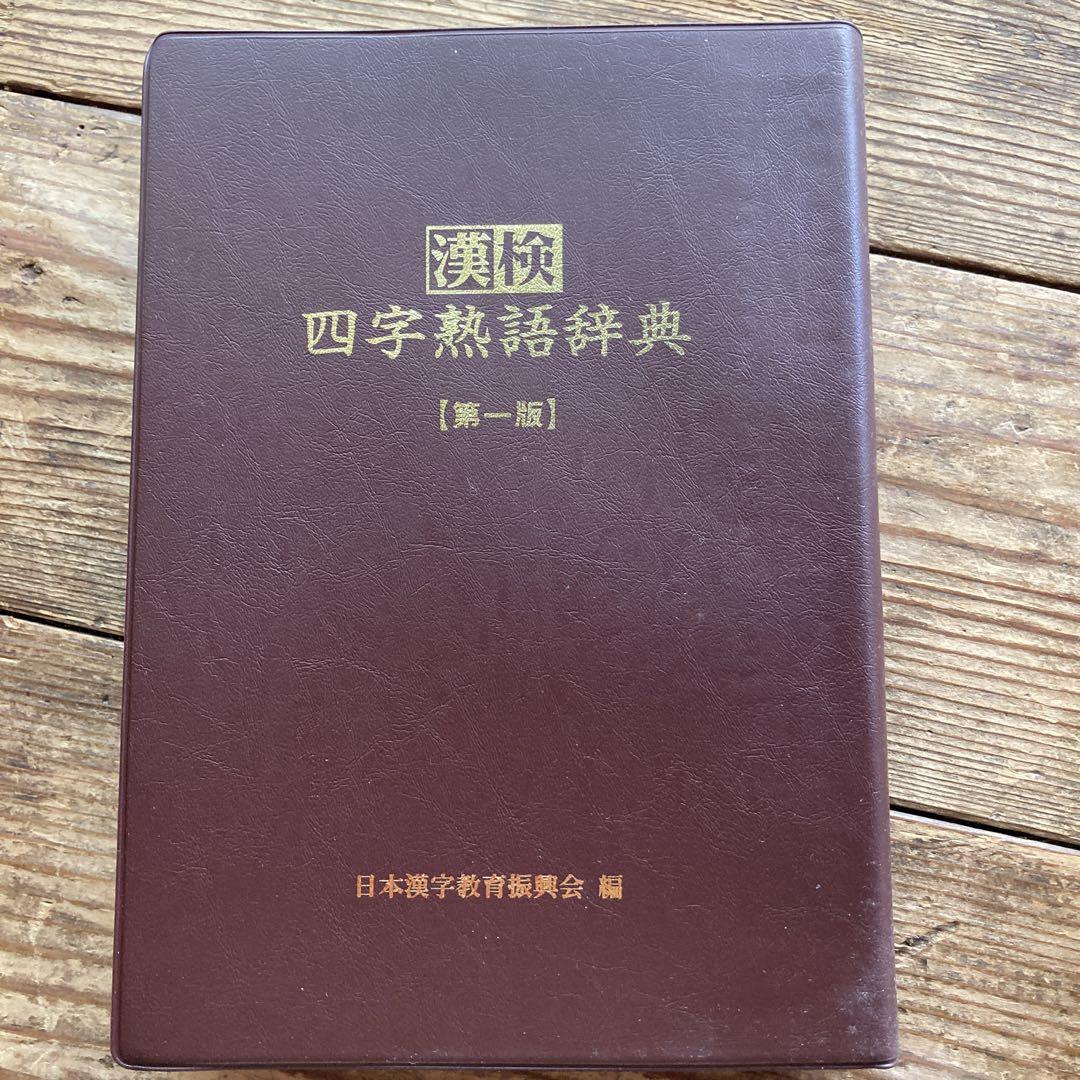 漢検
四字熟語辞典
【第一版】
日本漢字教育振興会 編